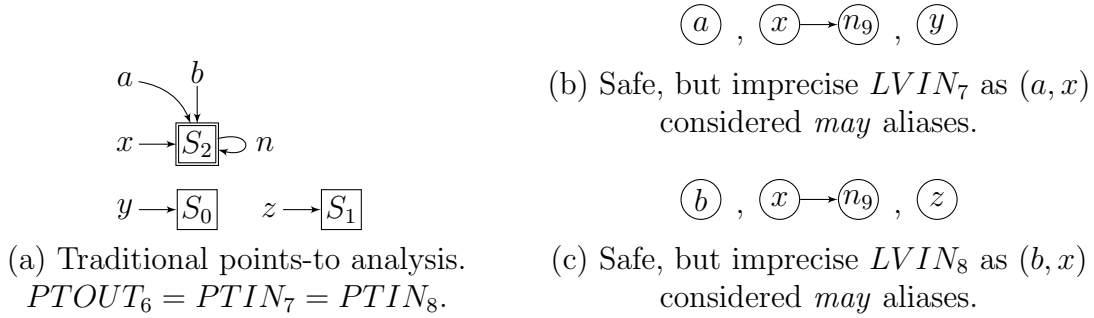 a b
x S₂ n
y S₀ z S₁
(a) Traditional points-to analysis.
PTOUT₆ = PTIN₇ = PTIN₈.
a , x n₉ , y
(b) Safe, but imprecise LVIN₇ as (a, x)
considered may aliases.
b , x n₉ , z
(c) Safe, but imprecise LVIN₈ as (b, x)
considered may aliases.